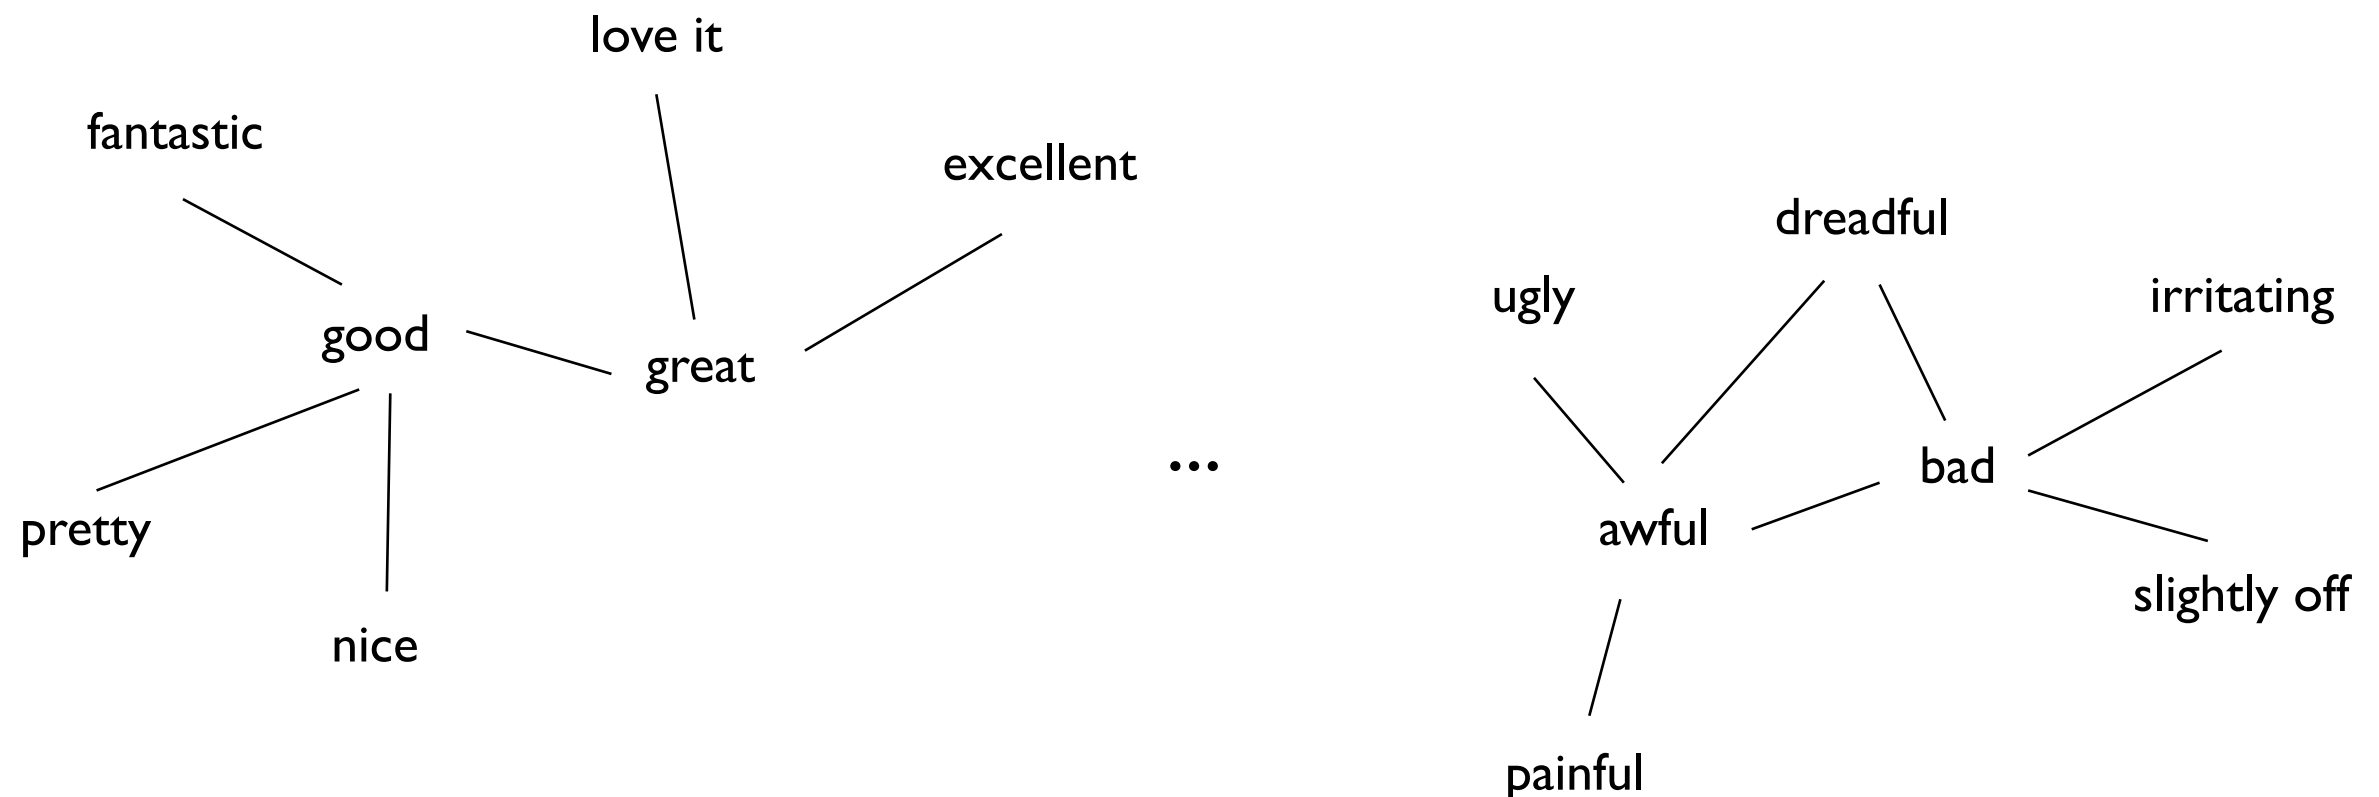 love it
fantastic
excellent
good
great
pretty
nice
...
dreadful
ugly
irritating
bad
awful
slightly off
painful